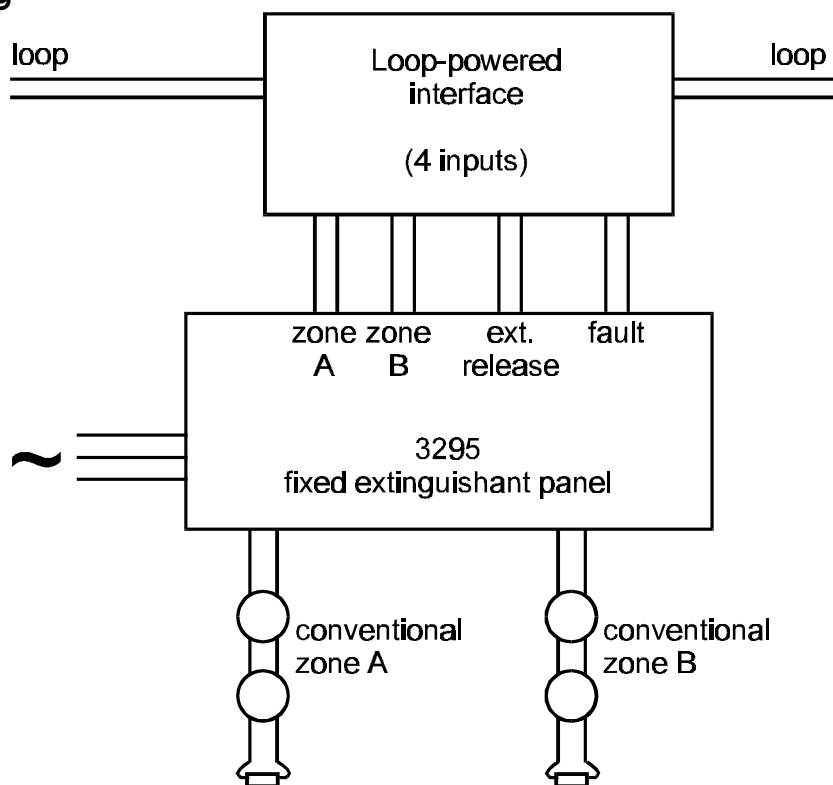 loop
Loop-powered
interface
loop
(4 inputs)
zone zone ext. fault
A B release
~
3295
fixed extinguishant panel
conventional
zone A
conventional
zone B